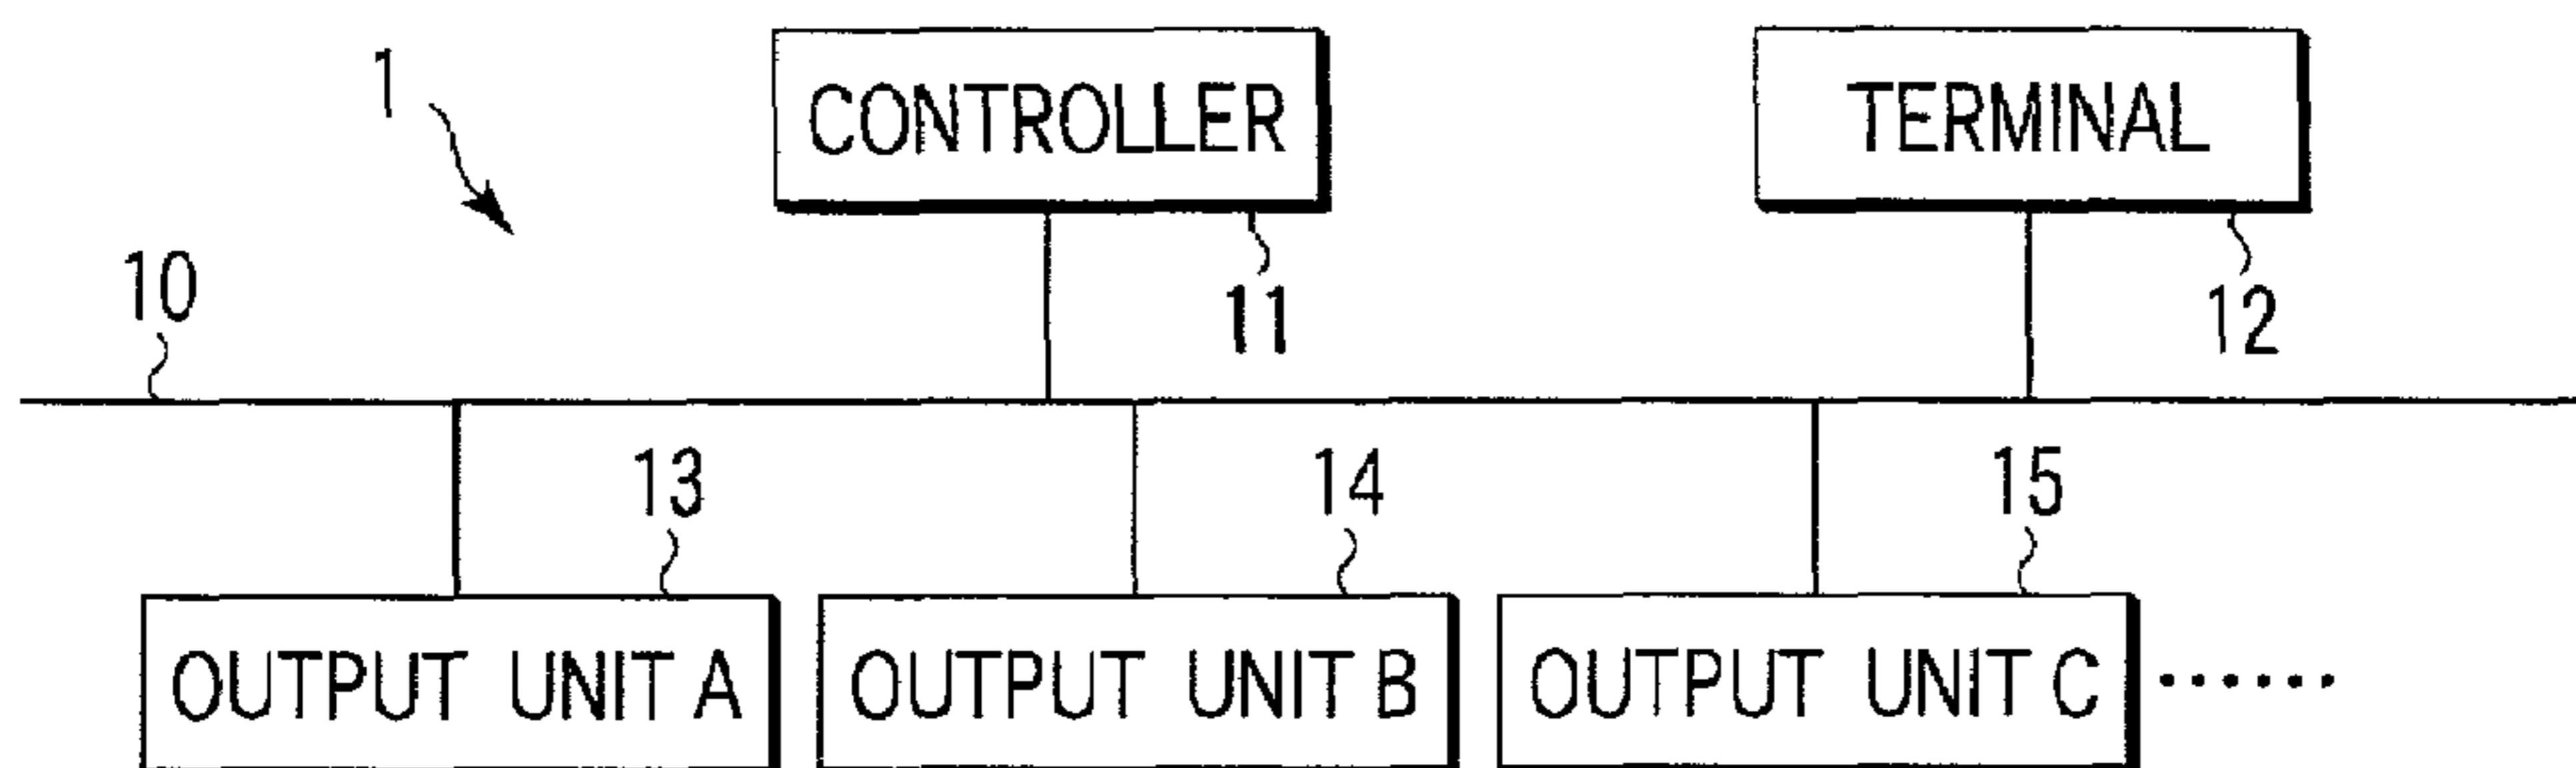 1
CONTROLLER
TERMINAL
10
11
12
13
14
15
OUTPUT UNIT A
OUTPUT UNIT B
OUTPUT UNIT C ······